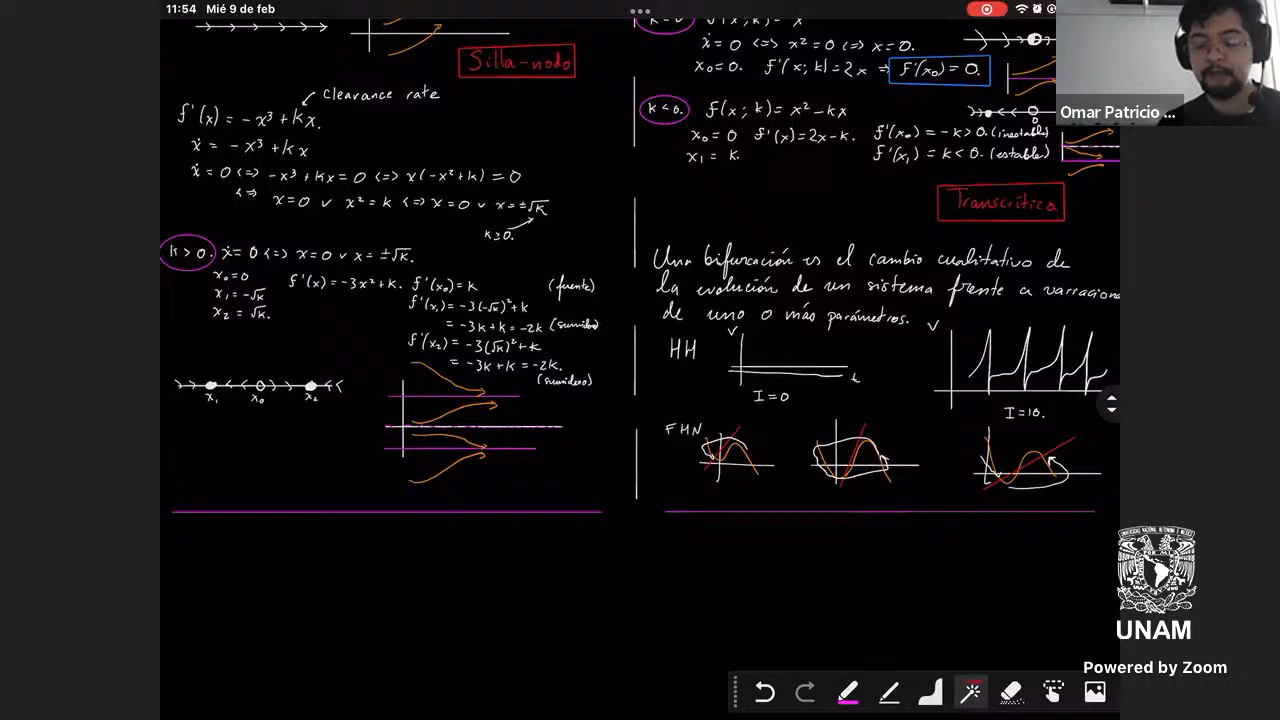 11:54 Mié 9 de feb
Silla-nodo
clearance rate
f'(x) = -x³ + kx.
ẋ = -x³ + kx
ẋ = 0 <=> -x³ + kx = 0 <=> x(-x² + k) = 0
<=> x = 0 v x² = k <=> x = 0 v x = ±√k
k ≥ 0.
k > 0. ẋ = 0 <=> x = 0 v x = ±√k.
x₀ = 0 f'(x) = -3x² + k. f'(x₀) = k (fuente)
x₁ = -√k f'(x₁) = -3(-√k)² + k
x₂ = √k. = -3k + k = -2k (sumidero)
f'(x₂) = -3(√k)² + k
= -3k + k = -2k.
(sumidero)
x₁ x₀ x₂
ẋ = 0 <=> x² = 0 <=> x = 0.
x₀ = 0. f'(x; k) = 2x => f'(x₀) = 0.
k < 0. f(x; k) = x² - kx
x₀ = 0 f'(x) = 2x - k. f'(x₀) = -k > 0. (inestable)
x₁ = k. f'(x₁) = k < 0. (estable)
Transcrítica
Una bifurcación es el cambio cualitativo de
la evolución de un sistema frente a variacione
de uno o más parámetros.
HH V t V
I = 0 I = 10.
FHN
Omar Patricio ...
UNAM
Powered by Zoom